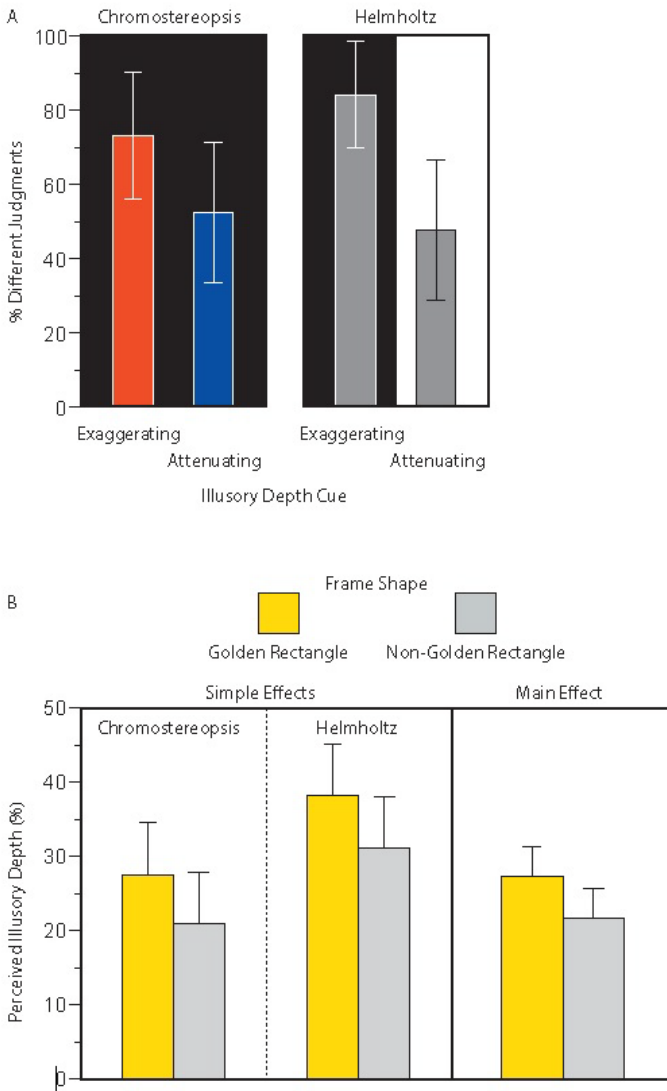 A
Chromostereopsis Helmholtz
100
80
60
40
20
0
% Different Judgments
Exaggerating Exaggerating
Attenuating Attenuating
Illusory Depth Cue
B
Frame Shape
Golden Rectangle Non-Golden Rectangle
Simple Effects Main Effect
Chromostereopsis Helmholtz
50
40
30
20
10
0
Perceived Illusory Depth (%)